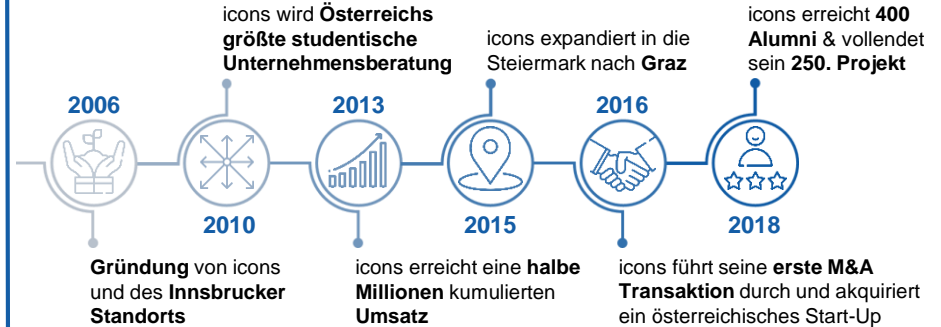 icons wird Österreichs
größte studentische
Unternehmensberatung
icons expandiert in die
Steiermark nach Graz
icons erreicht 400
Alumni & vollendet
sein 250. Projekt
2006
2013
2016
2010
2015
2018
Gründung von icons
und des Innsbrucker
Standorts
icons erreicht eine halbe
Millionen kumulierten
Umsatz
icons führt seine erste M&A
Transaktion durch und akquiriert
ein österreichisches Start-Up